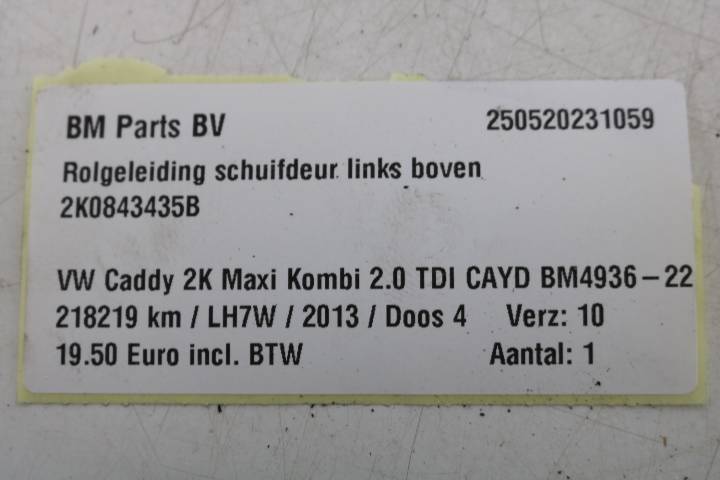 BM Parts BV 250520231059
Rolgeleiding schuifdeur links boven
2K0843435B
VW Caddy 2K Maxi Kombi 2.0 TDI CAYD BM4936-22
218219 km / LH7W / 2013 / Doos 4 Verz: 10
19.50 Euro incl. BTW Aantal: 1